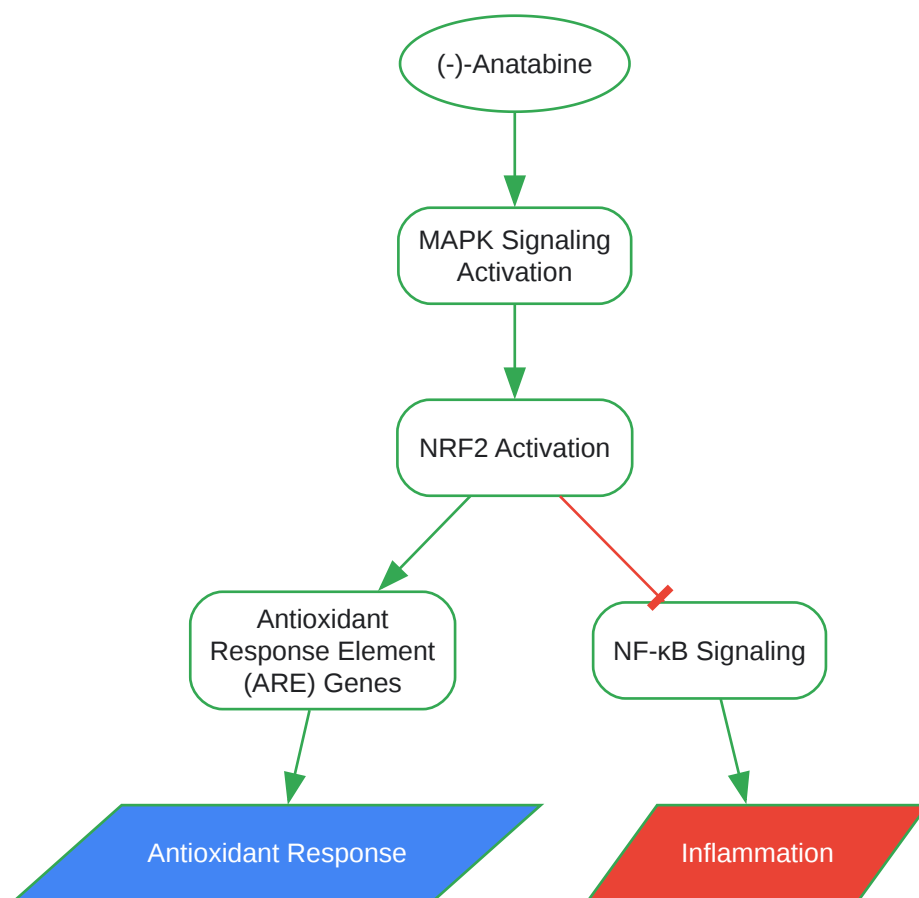 (-)-Anatabine
MAPK Signaling
Activation
NRF2 Activation
Antioxidant
Response Element
(ARE) Genes
NF-κB Signaling
Antioxidant Response
Inflammation